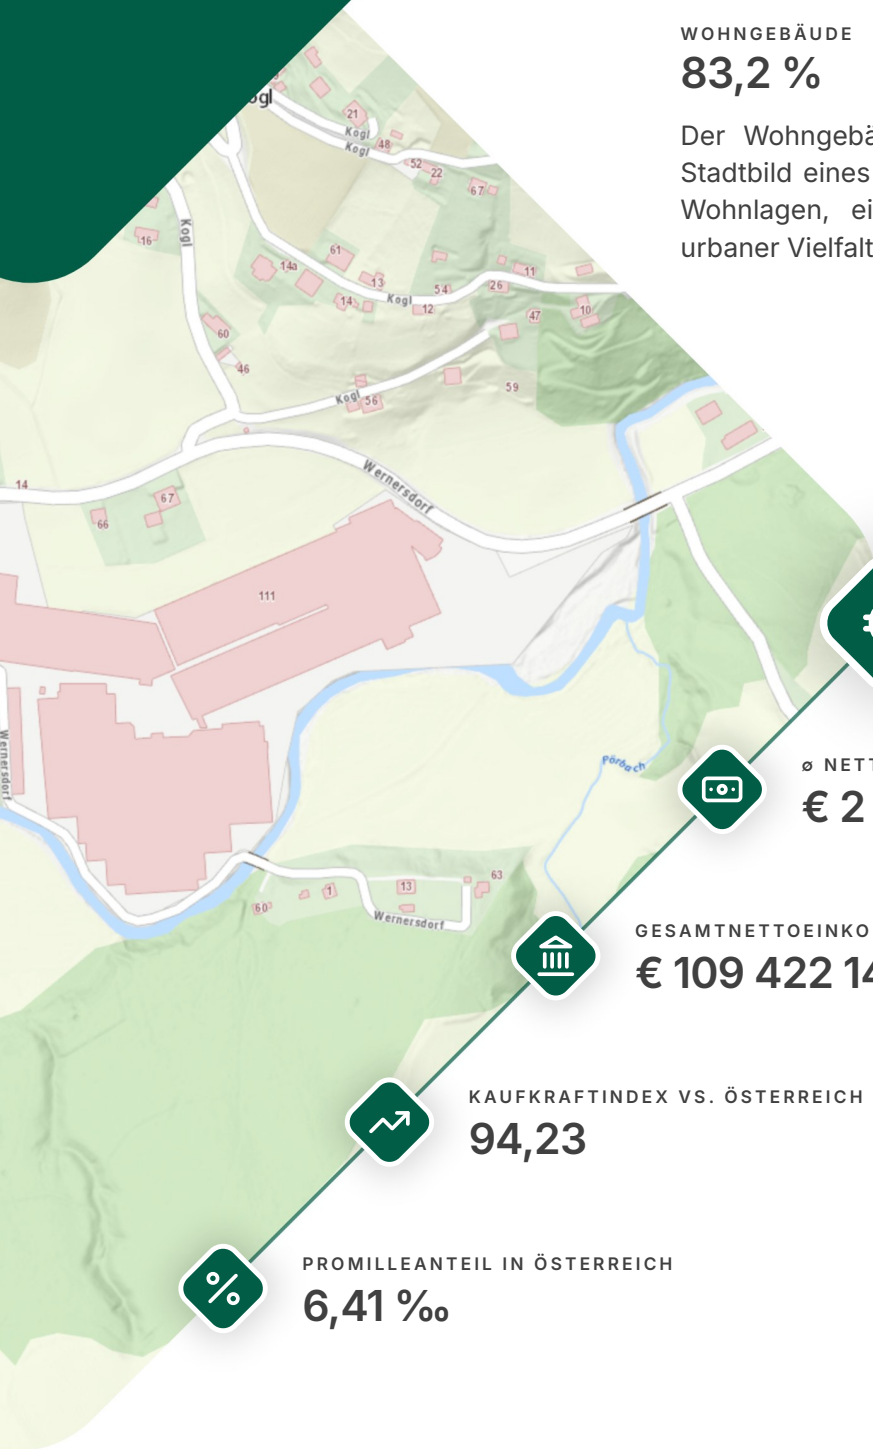 WOHNGEBÄUDE
83,2 %
Der Wohngebä
Stadtbild eines
Wohnlagen, ei
urbaner Vielfalt
ogl
21
Kogl
Kogl
48
52
22
67
16
Kogl
14a
61
13
14
Kogl
54
12
26
11
47
10
60
46
Kogl
56
59
14
67
66
Wernersdorf
111
Wernersdorf
Pörbach
60
1
13
63
Wernersdorf
ø NETT
€ 2
GESAMTNETTOEINKO
€ 109 422 14
KAUFKRAFTINDEX VS. ÖSTERREICH
94,23
PROMILLEANTEIL IN ÖSTERREICH
6,41 ‰